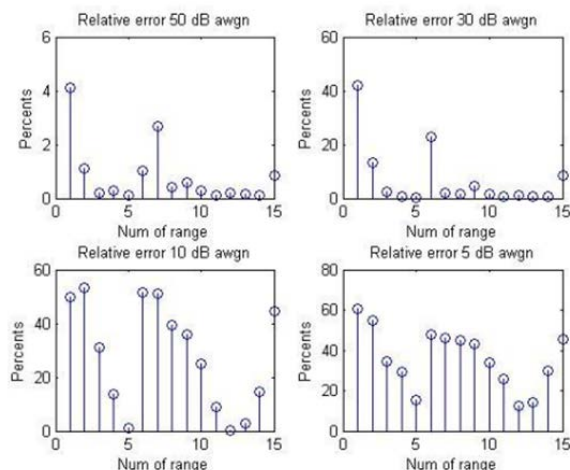 Relative error 50 dB awgn
6
4
2
0
Percents
0 5 10 15
Num of range
Relative error 30 dB awgn
60
40
20
0
Percents
0 5 10 15
Num of range
Relative error 10 dB awgn
60
40
20
0
Percents
0 5 10 15
Num of range
Relative error 5 dB awgn
80
60
40
20
0
Percents
0 5 10 15
Num of range